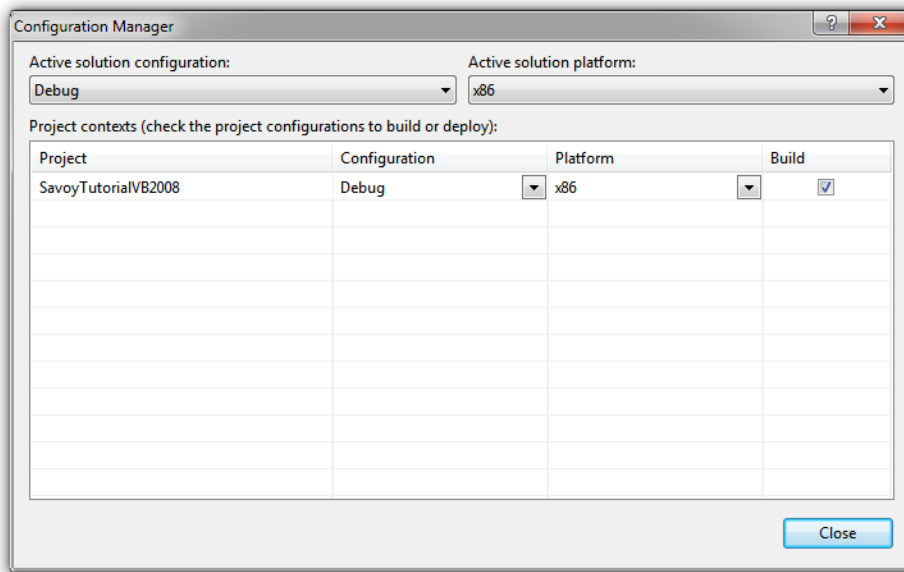 Configuration Manager
?
Active solution configuration: Active solution platform:
Debug x86
Project contexts (check the project configurations to build or deploy):
Project Configuration Platform Build
SavoyTutorialVB2008 Debug x86
Close